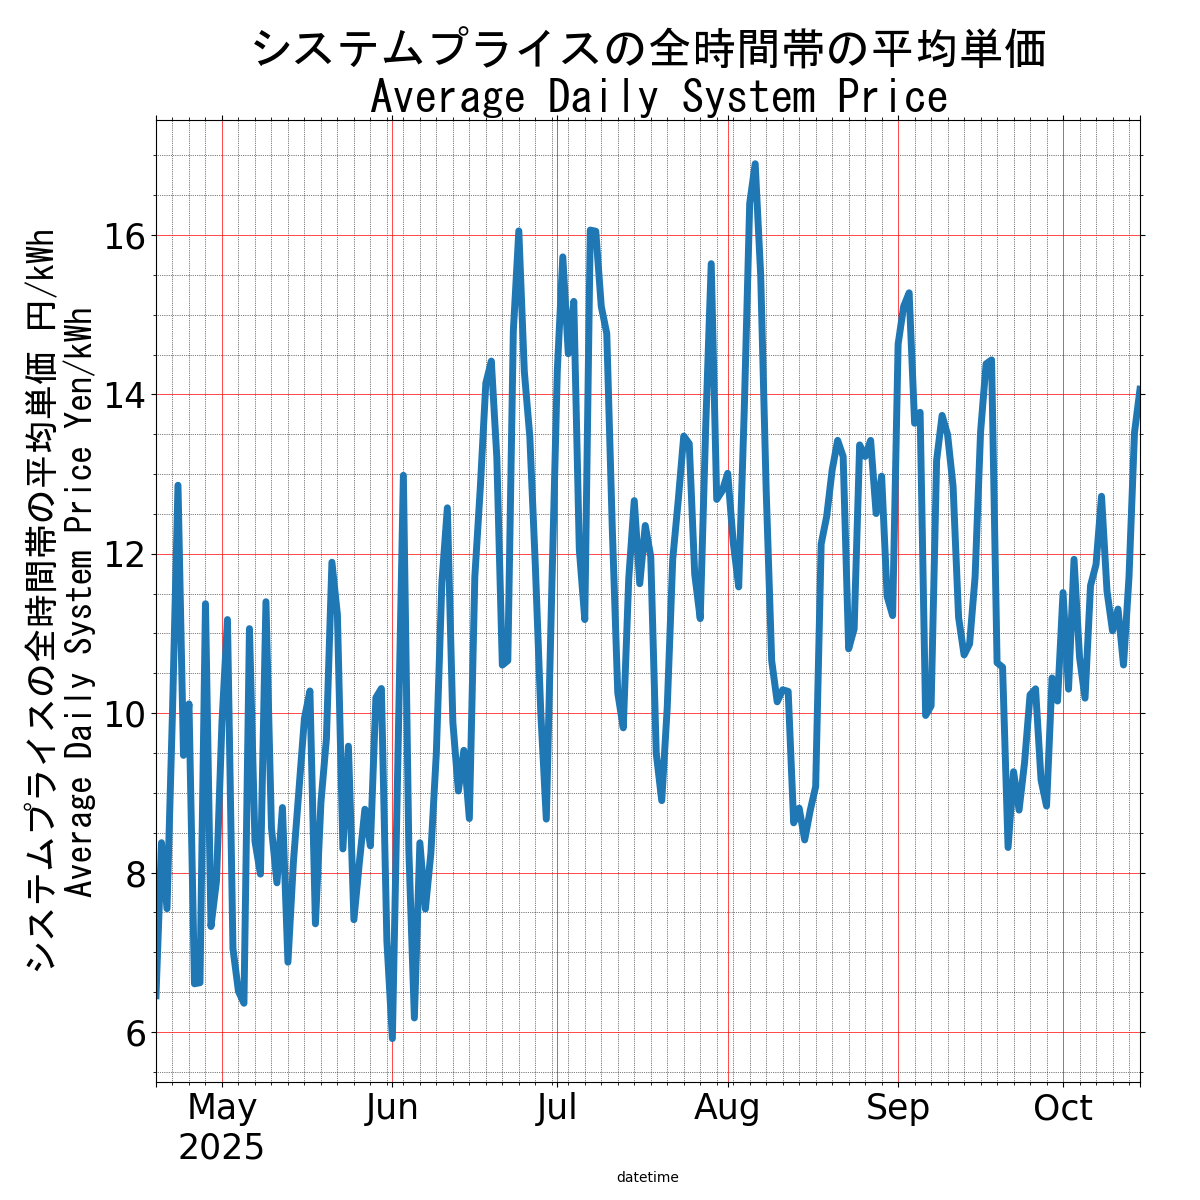 システムプライスの全時間帯の平均単価
Average Daily System Price
システムプライスの全時間帯の平均単価 円/kWh
Average Daily System Price Yen/kWh
16
14
12
10
8
6
May
2025
Jun
Jul
Aug
Sep
Oct
datetime